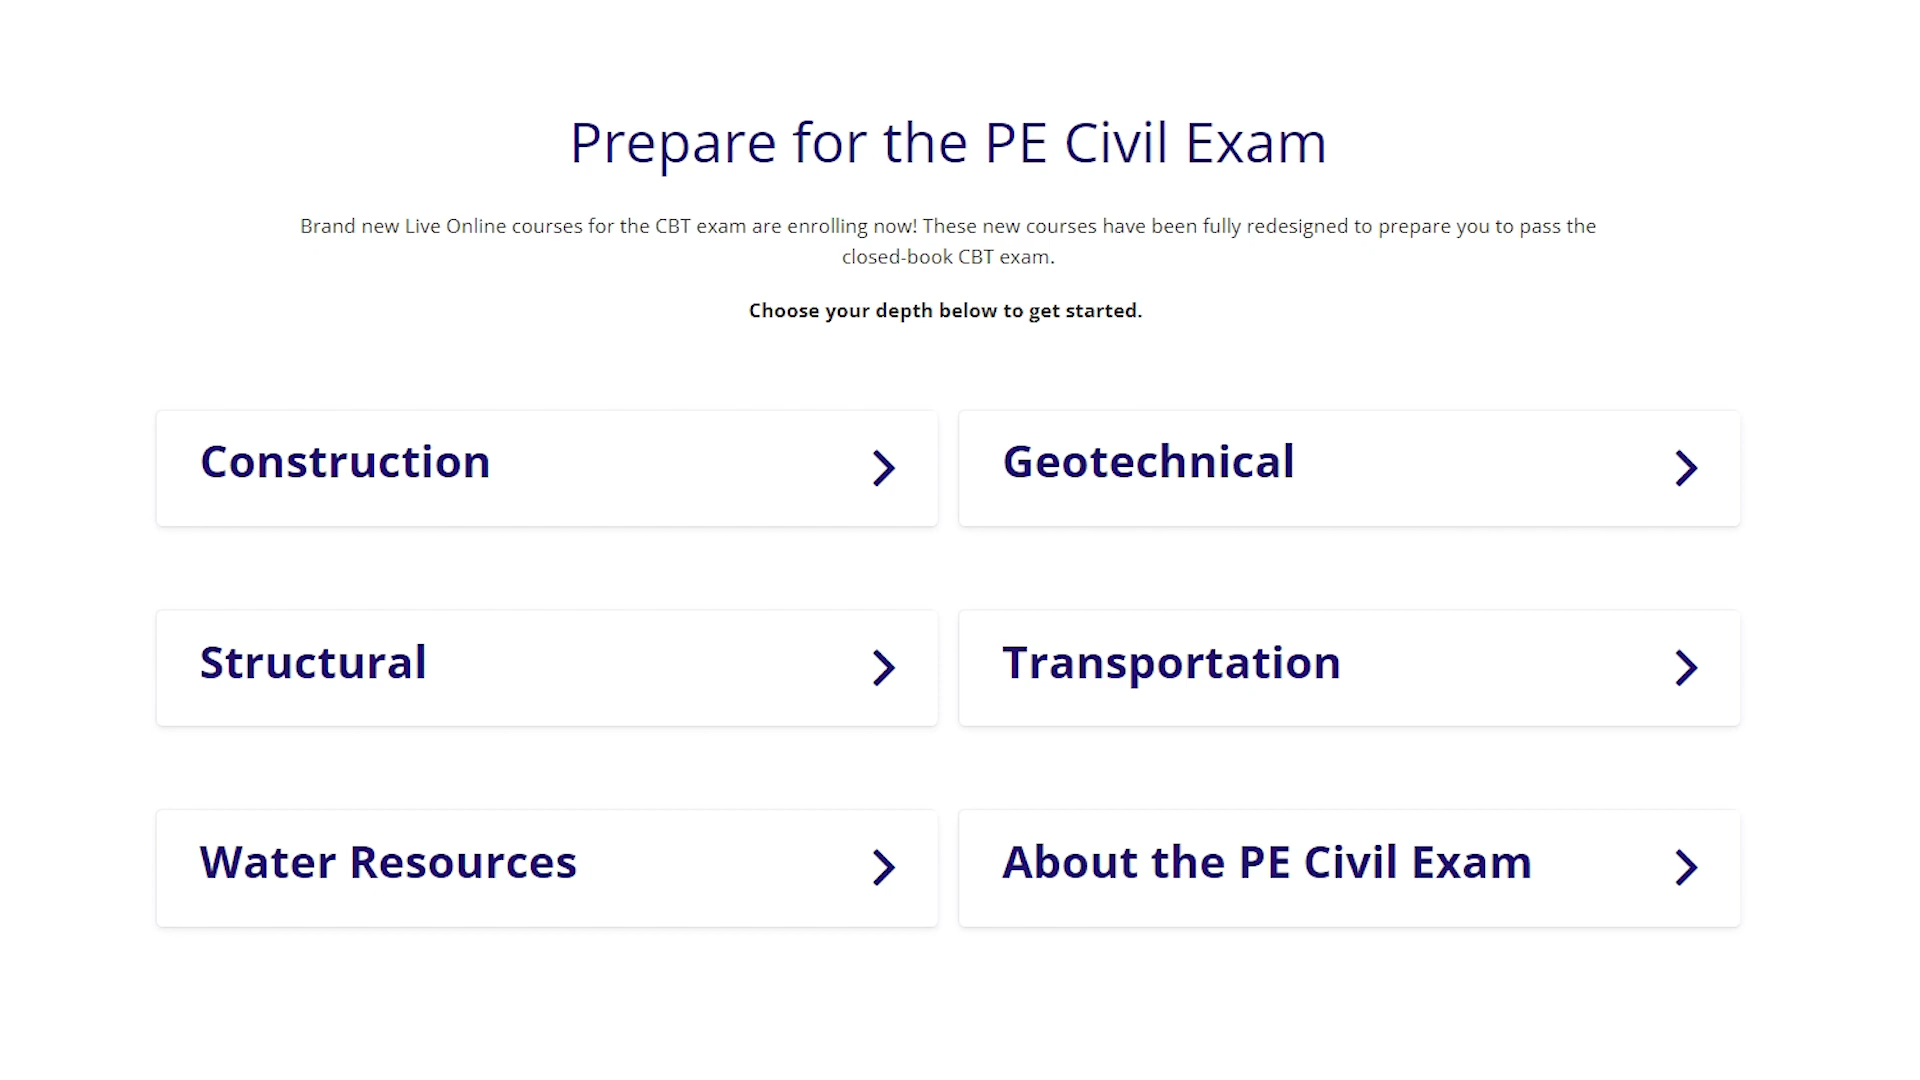 Prepare for the PE Civil Exam
Brand new Live Online courses for the CBT exam are enrolling now! These new courses have been fully redesigned to prepare you to pass the
closed-book CBT exam.
Choose your depth below to get started.
Construction
Geotechnical
Structural
Transportation
Water Resources
About the PE Civil Exam